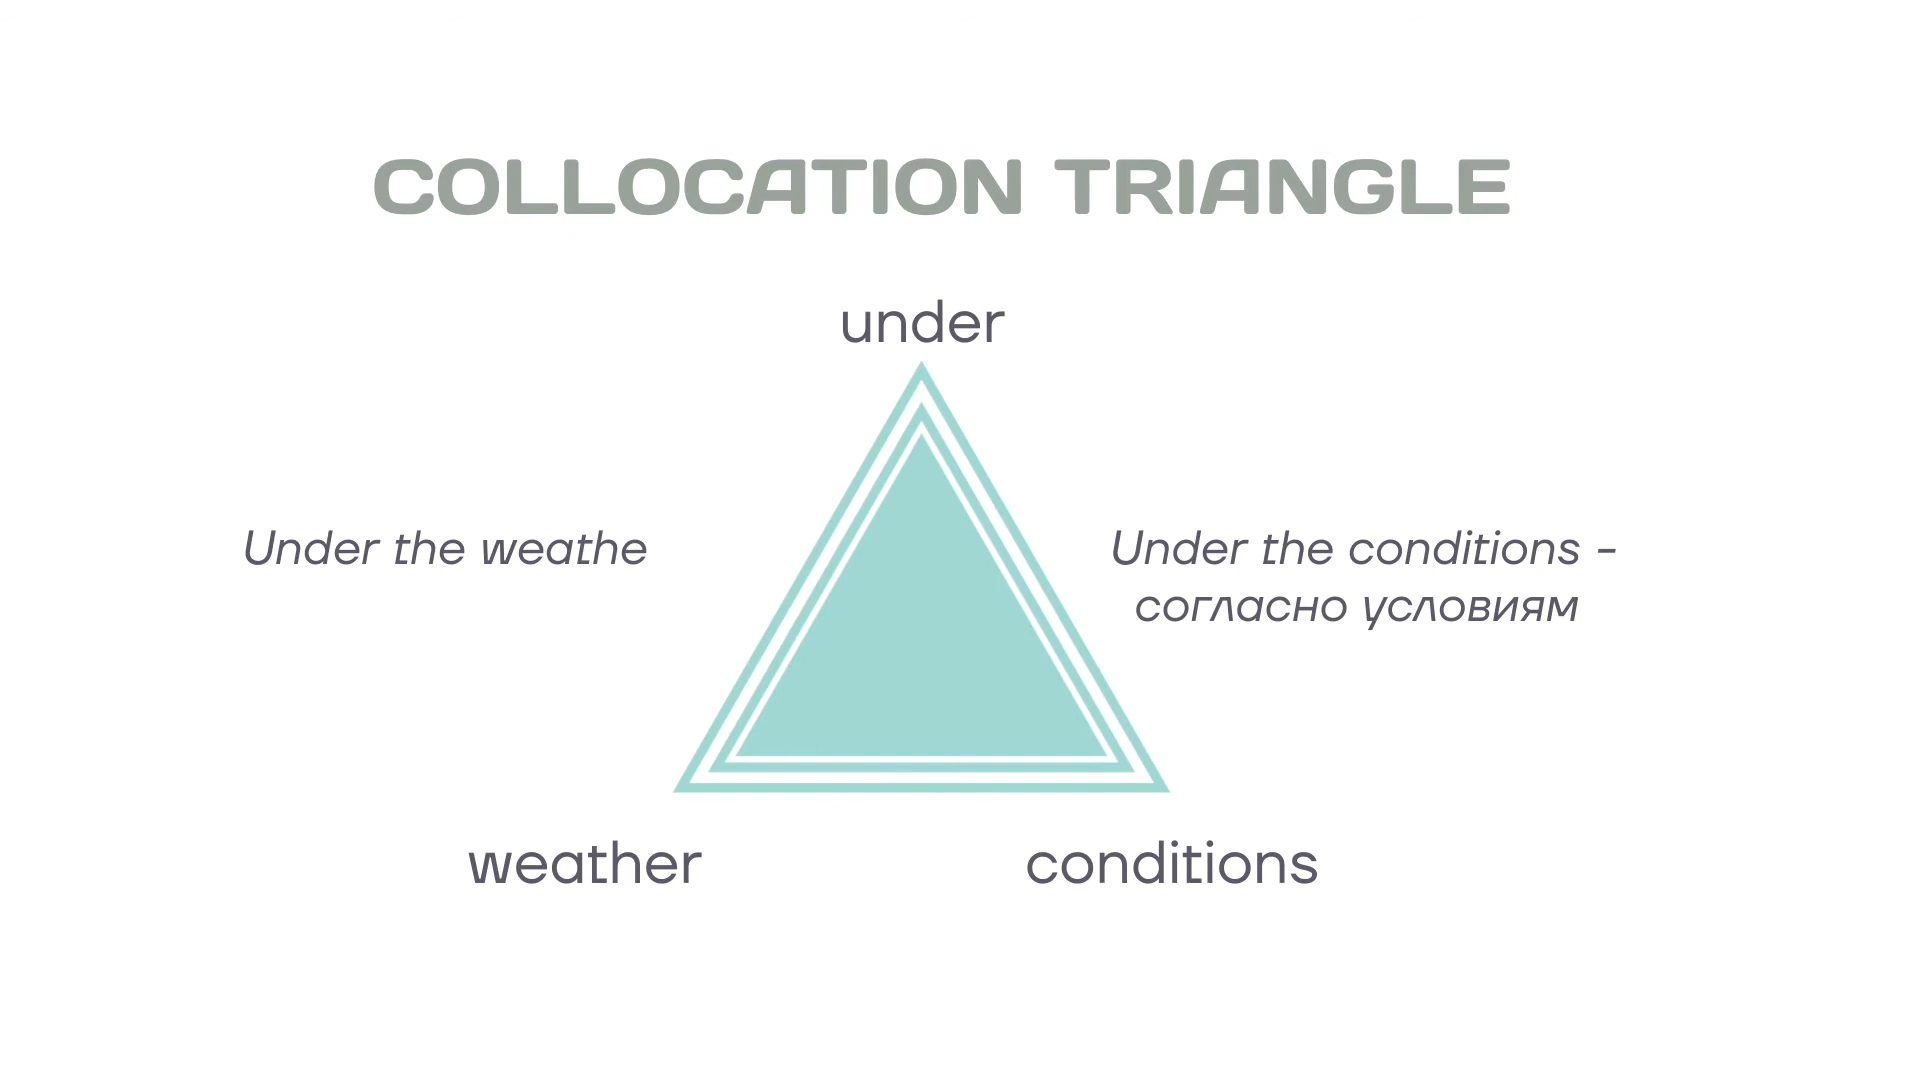 COLLOCATION TRIANGLE
under
Under the weathe
Under the conditions -
согласно условиям
weather
conditions